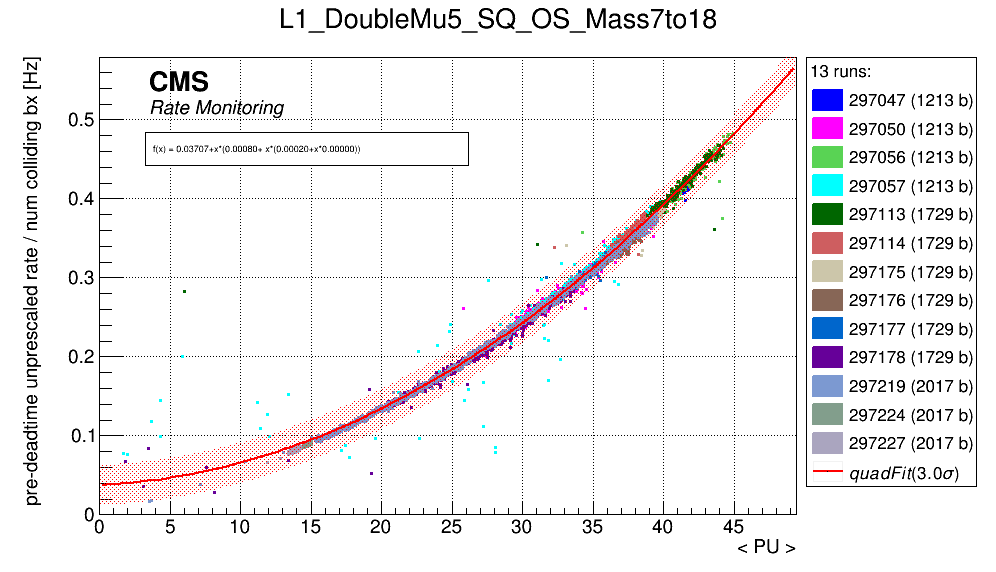 L1_DoubleMu5_SQ_OS_Mass7to18
pre-deadtime unprescaled rate / num colliding bx [Hz]
CMS
Rate Monitoring
f(x) = 0.03707+x*(0.00080+ x*(0.00020+x*0.00000))
0.5
0.4
0.3
0.2
0.1
0
0 5 10 15 20 25 30 35 40 45
< PU >
13 runs:
297047 (1213 b)
297050 (1213 b)
297056 (1213 b)
297057 (1213 b)
297113 (1729 b)
297114 (1729 b)
297175 (1729 b)
297176 (1729 b)
297177 (1729 b)
297178 (1729 b)
297219 (2017 b)
297224 (2017 b)
297227 (2017 b)
quadFit(3.0σ)